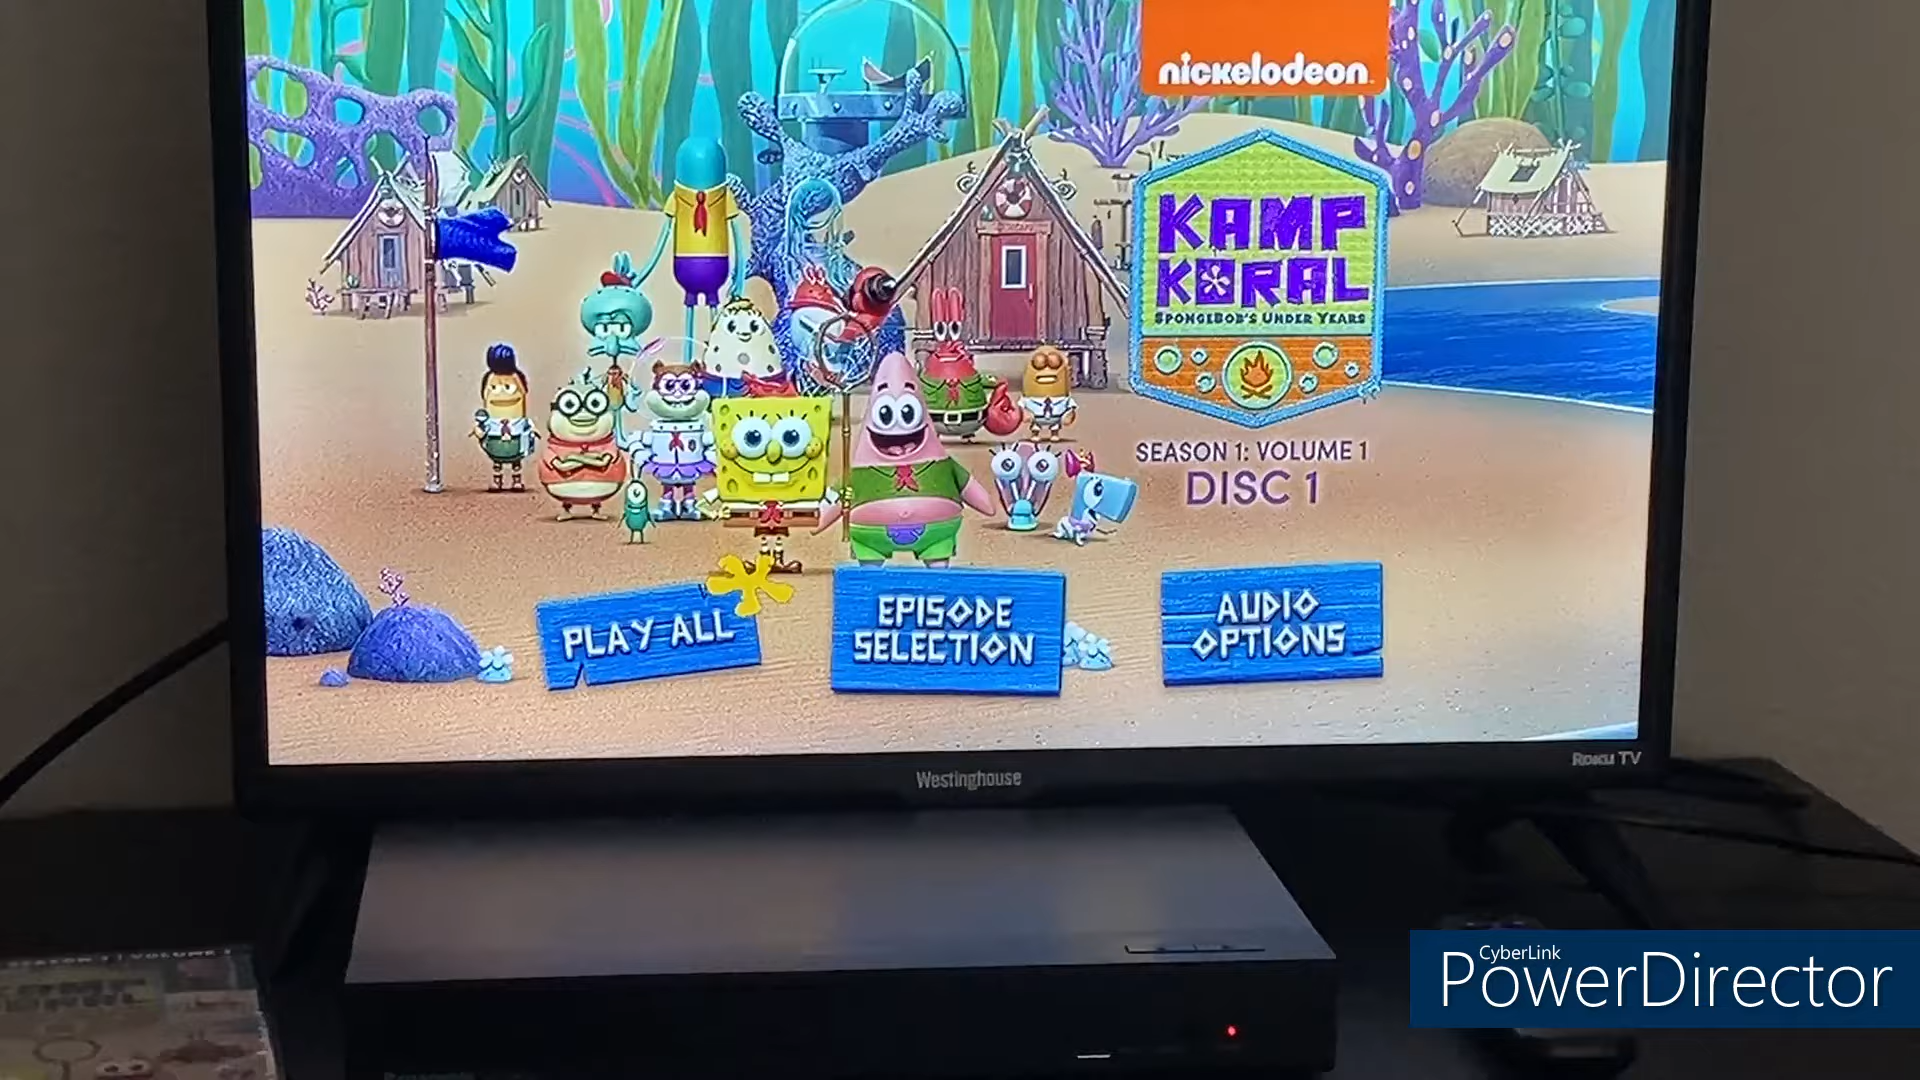 nickelodeon
KAMP
KORAL
SPONGEBOB'S UNDER YEARS
SEASON 1: VOLUME 1
DISC 1
PLAY ALL
EPISODE
SELECTION
AUDIO
OPTIONS
Westinghouse
ROKU TV
CyberLink
PowerDirector